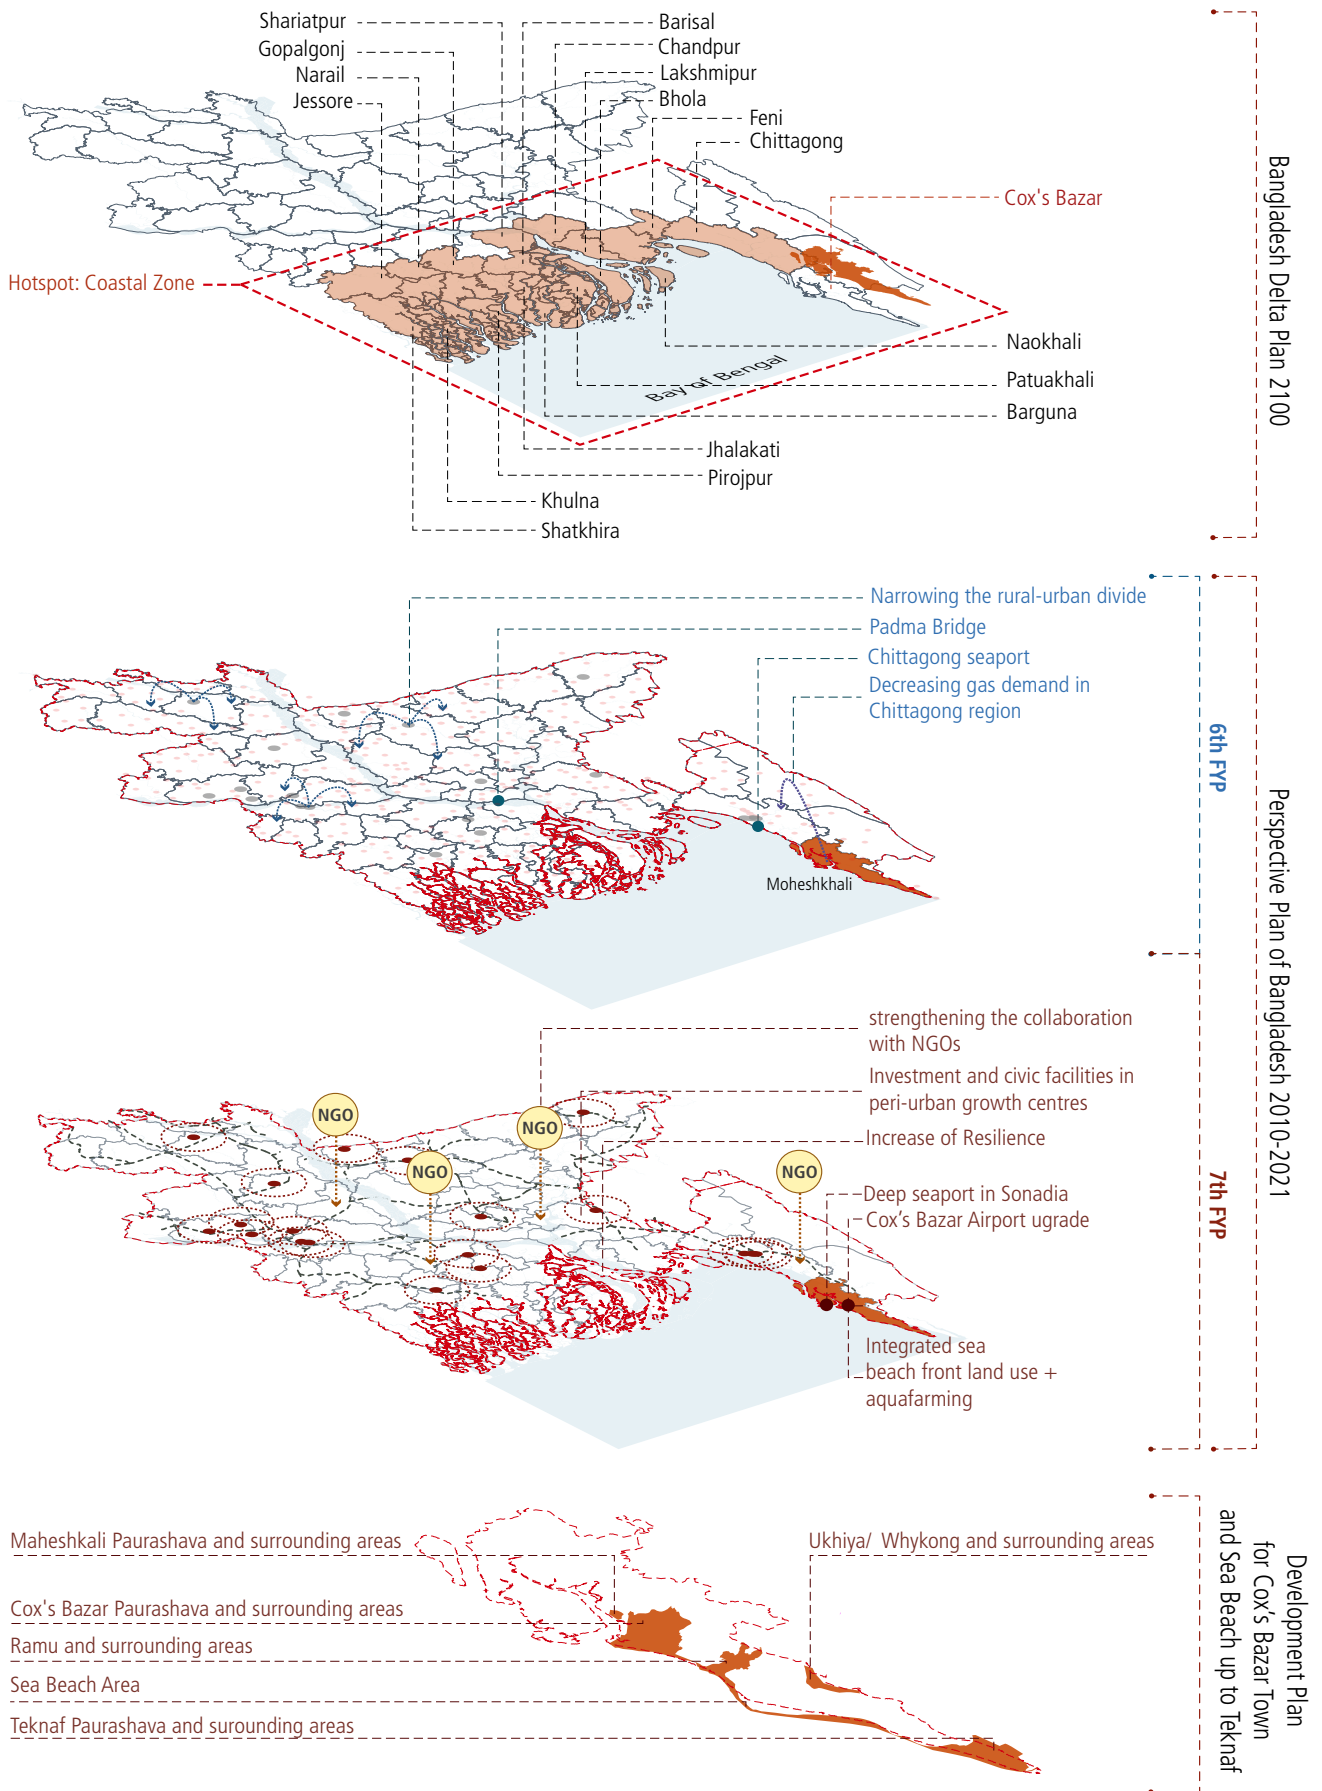 Shariatpur
Gopalgonj
Narail
Jessore
Barisal
Chandpur
Lakshmipur
Bhola
Feni
Chittagong
Cox's Bazar
Hotspot: Coastal Zone
Bay of Bengal
Naokhali
Patuakhali
Barguna
Jhalakati
Pirojpur
Khulna
Shatkhira
Bangladesh Delta Plan 2100
Narrowing the rural-urban divide
Padma Bridge
Chittagong seaport
Decreasing gas demand in
Chittagong region
Moheshkhali
6th FYP
Perspective Plan of Bangladesh 2010-2021
strengthening the collaboration
with NGOs
Investment and civic facilities in
peri-urban growth centres
Increase of Resilience
NGO
NGO
NGO
NGO
Deep seaport in Sonadia
Cox's Bazar Airport ugrade
Integrated sea
beach front land use +
aquafarming
7th FYP
Maheshkali Paurashava and surrounding areas
Cox's Bazar Paurashava and surrounding areas
Ramu and surrounding areas
Sea Beach Area
Teknaf Paurashava and surounding areas
Ukhiya/ Whykong and surrounding areas
Development Plan
for Cox's Bazar Town
and Sea Beach up to Teknaf